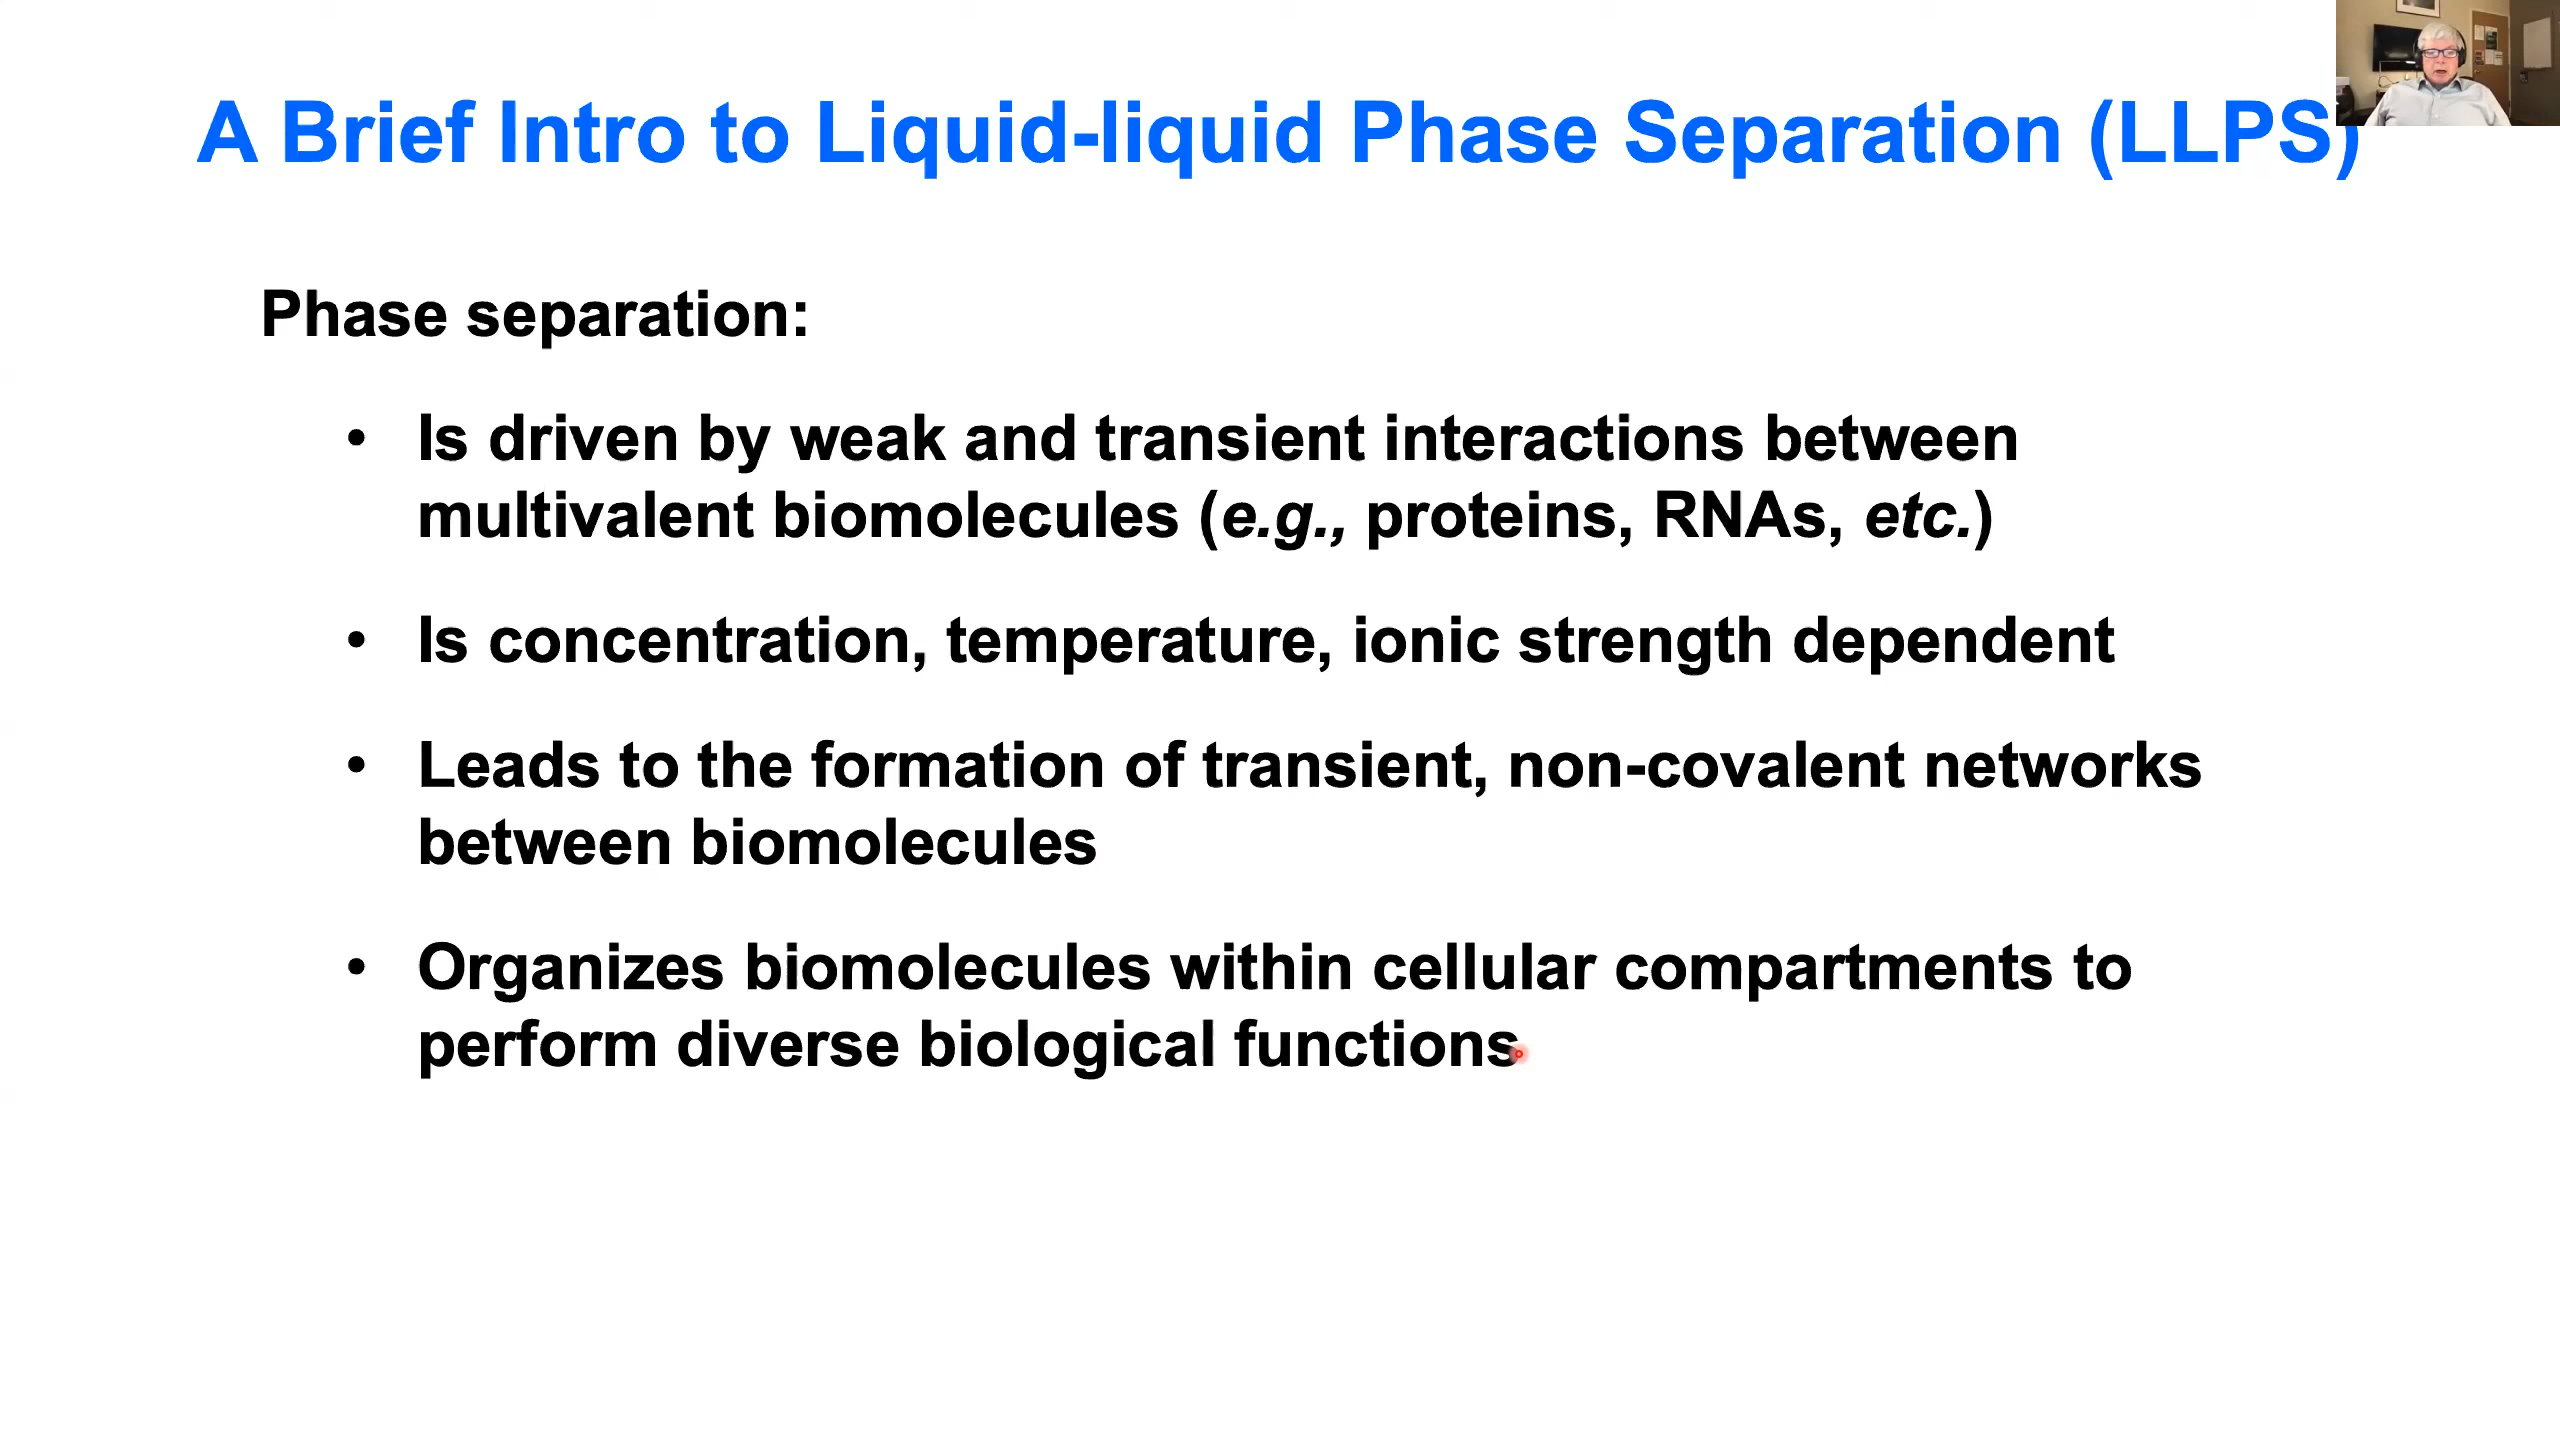 A Brief Intro to Liquid-liquid Phase Separation (LLPS)
Phase separation:
• Is driven by weak and transient interactions between
multivalent biomolecules (e.g., proteins, RNAs, etc.)
• Is concentration, temperature, ionic strength dependent
• Leads to the formation of transient, non-covalent networks
between biomolecules
• Organizes biomolecules within cellular compartments to
perform diverse biological functions